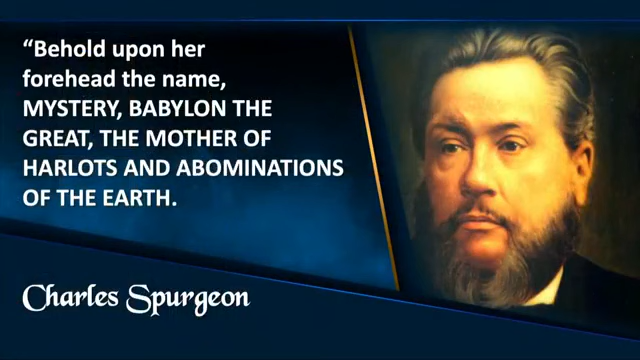 “Behold upon her
forehead the name,
MYSTERY, BABYLON THE
GREAT, THE MOTHER OF
HARLOTS AND ABOMINATIONS
OF THE EARTH.
Charles Spurgeon